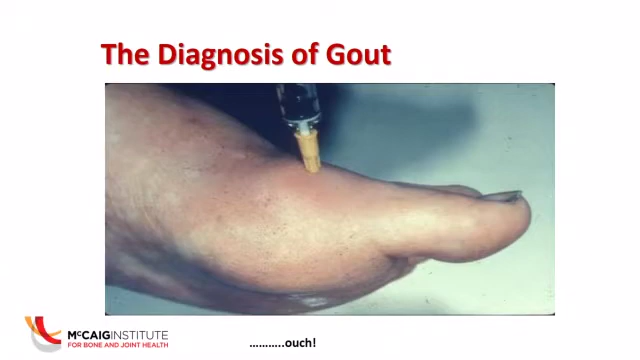 The Diagnosis of Gout
McCAIG INSTITUTE
FOR BONE AND JOINT HEALTH
………..ouch!